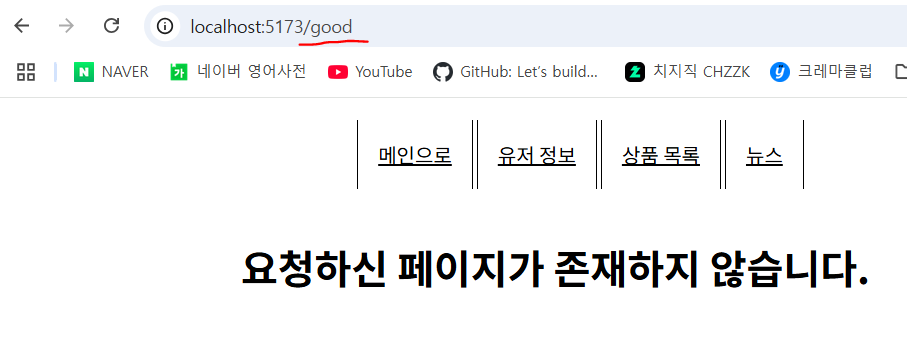 localhost:5173/good
NAVER 네이버 영어사전 YouTube GitHub: Let's build... 치지직 CHZZK 크레마클럽
메인으로 유저 정보 상품 목록 뉴스
요청하신 페이지가 존재하지 않습니다.